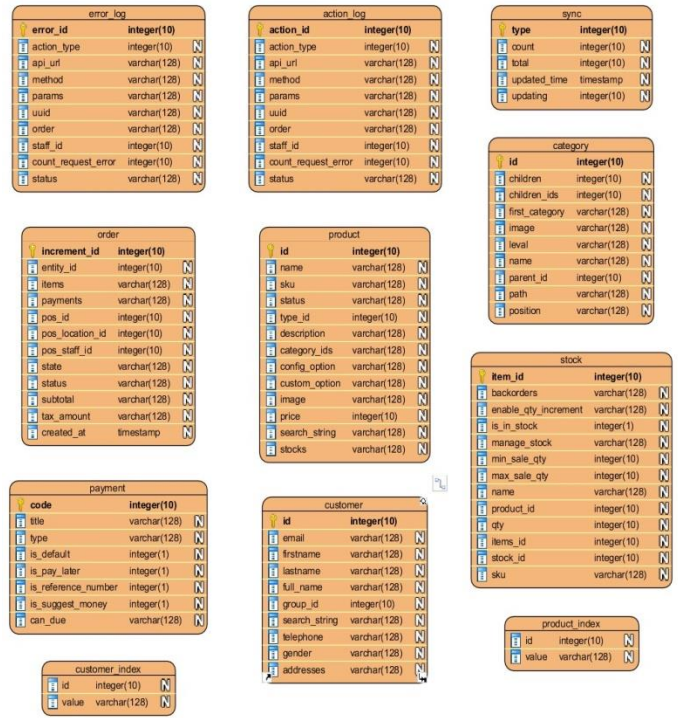 error_log
error_id integer(10)
action_type integer(10) N
api_url varchar(128) N
method varchar(128) N
params varchar(128) N
uuid varchar(128) N
order varchar(128) N
staff_id integer(10) N
count_request_error integer(10) N
status varchar(128) N
action_log
action_id integer(10)
action_type integer(10) N
api_url varchar(128) N
method varchar(128) N
params varchar(128) N
uuid varchar(128) N
order varchar(128) N
staff_id integer(10) N
count_request_error integer(10) N
status varchar(128) N
sync
type integer(10)
count integer(10) N
total integer(10) N
updated_time timestamp N
updating integer(10) N
category
id integer(10)
children integer(10) N
children_ids integer(10) N
first_category varchar(128) N
image varchar(128) N
leval varchar(128) N
name varchar(128) N
parent_id integer(10) N
path varchar(128) N
position varchar(128) N
order
increment_id integer(10)
entity_id integer(10) N
items varchar(128) N
payments varchar(128) N
pos_id integer(10) N
pos_location_id integer(10) N
pos_staff_id integer(10) N
state varchar(128) N
status varchar(128) N
subtotal varchar(128) N
tax_amount varchar(128) N
created_at timestamp N
product
id integer(10)
name varchar(128) N
sku varchar(128) N
status varchar(128) N
type_id integer(10) N
description varchar(128) N
category_ids varchar(128) N
config_option varchar(128) N
custom_option varchar(128) N
image varchar(128) N
price integer(10) N
search_string varchar(128) N
stocks varchar(128) N
stock
item_id integer(10)
backorders varchar(128) N
enable_qty_increment varchar(128) N
is_in_stock integer(1) N
manage_stock varchar(128) N
min_sale_qty integer(10) N
max_sale_qty integer(10) N
name varchar(128) N
product_id integer(10) N
qty integer(10) N
items_id integer(10) N
stock_id integer(10) N
sku varchar(128) N
payment
code integer(10)
title varchar(128) N
type varchar(128) N
is_default integer(1) N
is_pay_later integer(1) N
is_reference_number integer(1) N
is_suggest_money integer(1) N
can_due varchar(128) N
customer
id integer(10)
email varchar(128) N
firstname varchar(128) N
lastname varchar(128) N
full_name varchar(128) N
group_id integer(10) N
search_string varchar(128) N
telephone varchar(128) N
gender varchar(128) N
addresses varchar(128) N
product_index
id integer(10) N
value varchar(128) N
customer_index
id integer(10) N
value varchar(128) N